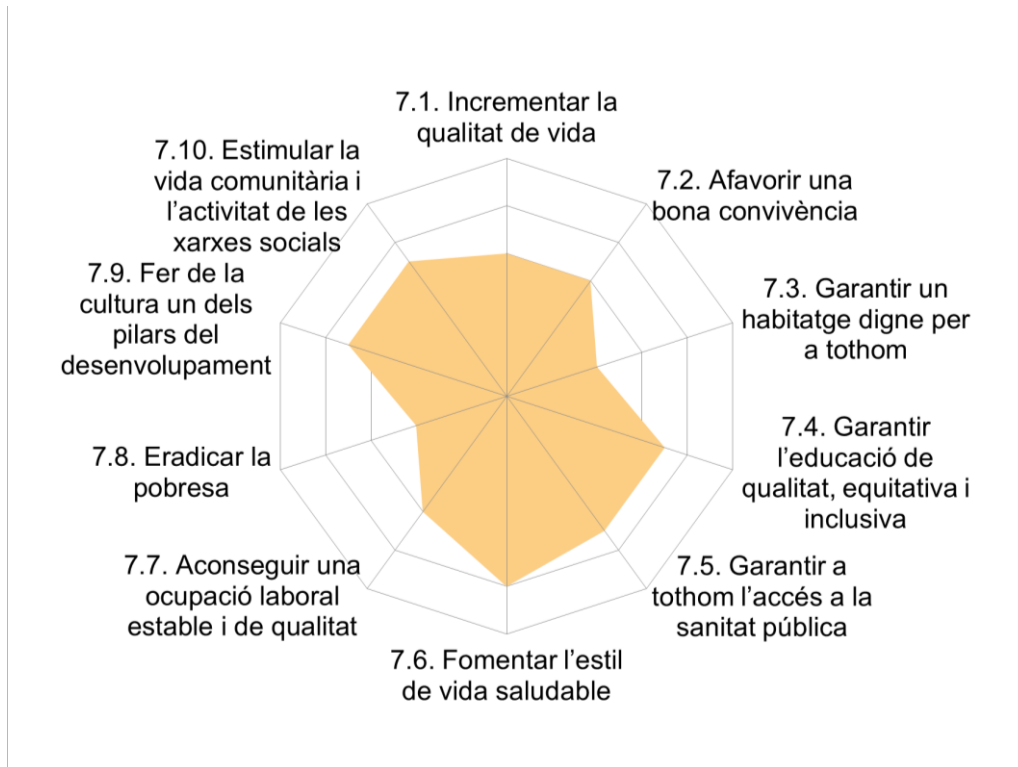 7.1. Incrementar la
qualitat de vida
7.2. Afavorir una
bona convivència
7.3. Garantir un
habitatge digne per
a tothom
7.4. Garantir
l’educació de
qualitat, equitativa i
inclusiva
7.5. Garantir a
tothom l’accés a la
sanitat pública
7.6. Fomentar l’estil
de vida saludable
7.7. Aconseguir una
ocupació laboral
estable i de qualitat
7.8. Eradicar la
pobresa
7.9. Fer de la
cultura un dels
pilars del
desenvolupament
7.10. Estimular la
vida comunitària i
l’activitat de les
xarxes socials